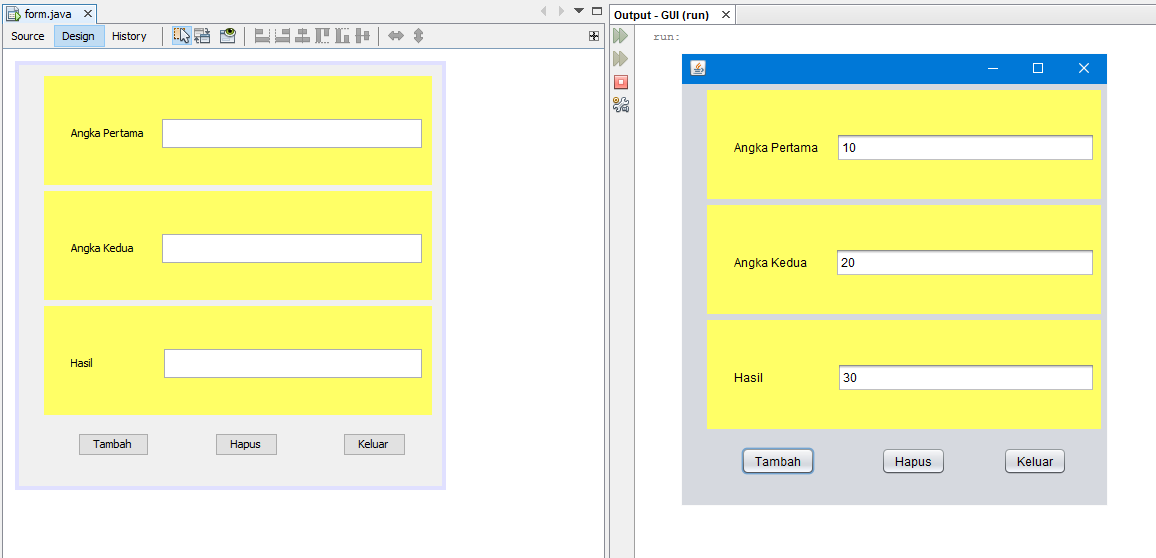 form.java
Source Design History
Angka Pertama
Angka Kedua
Hasil
Tambah Hapus Keluar
Output - GUI (run)
run:
Angka Pertama 10
Angka Kedua 20
Hasil 30
Tambah Hapus Keluar